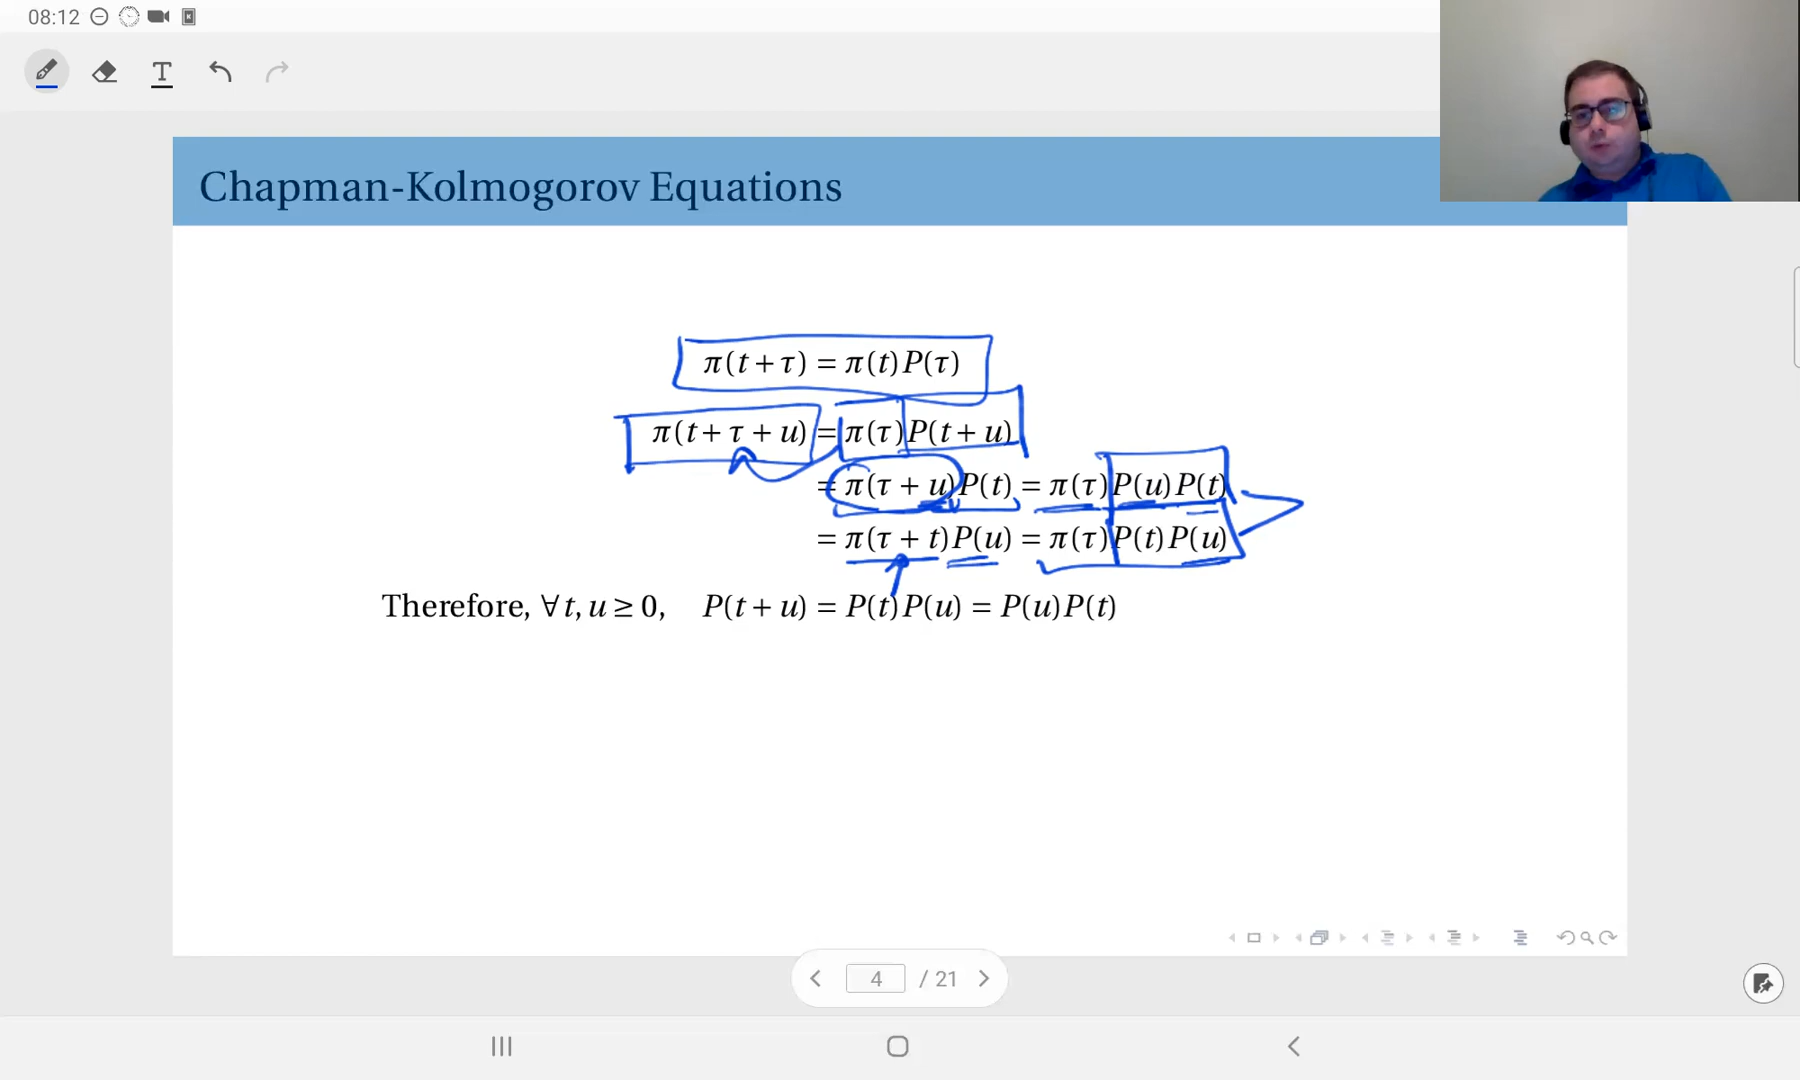 08:12
T
Chapman-Kolmogorov Equations
π(t + τ) = π(t)P(τ)
π(t + τ + u) = π(τ)P(t + u)
= π(τ + u)P(t) = π(τ)P(u)P(t)
= π(τ + t)P(u) = π(τ)P(t)P(u)
Therefore, ∀t, u ≥ 0, P(t + u) = P(t)P(u) = P(u)P(t)
4 / 21